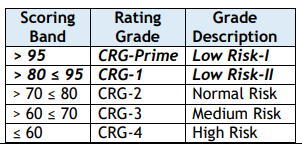 Scoring Band Rating Grade Grade Description
> 95 CRG-Prime Low Risk-I
> 80 ≤ 95 CRG-1 Low Risk-II
> 70 ≤ 80 CRG-2 Normal Risk
> 60 ≤ 70 CRG-3 Medium Risk
≤ 60 CRG-4 High Risk